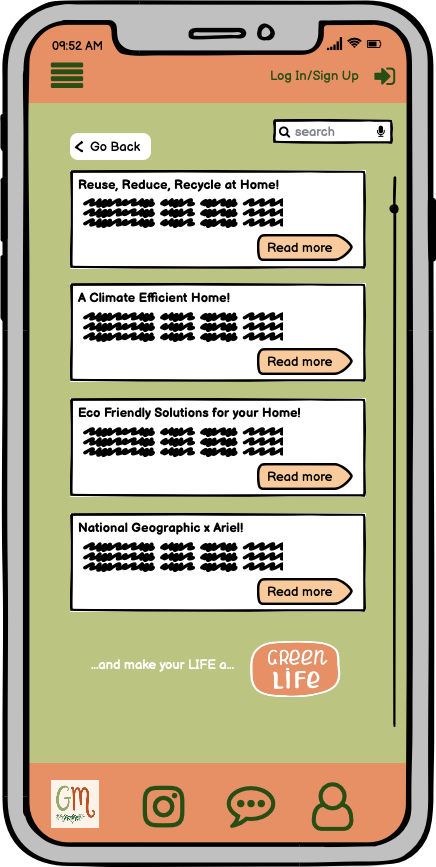 09:52 AM
Log In/Sign Up
search
Go Back
Reuse, Reduce, Recycle at Home!
Read more
A Climate Efficient Home!
Read more
Eco Friendly Solutions for your Home!
Read more
National Geographic x Ariel!
Read more
...and make your LIFE a...
GReen
LiFe
GM